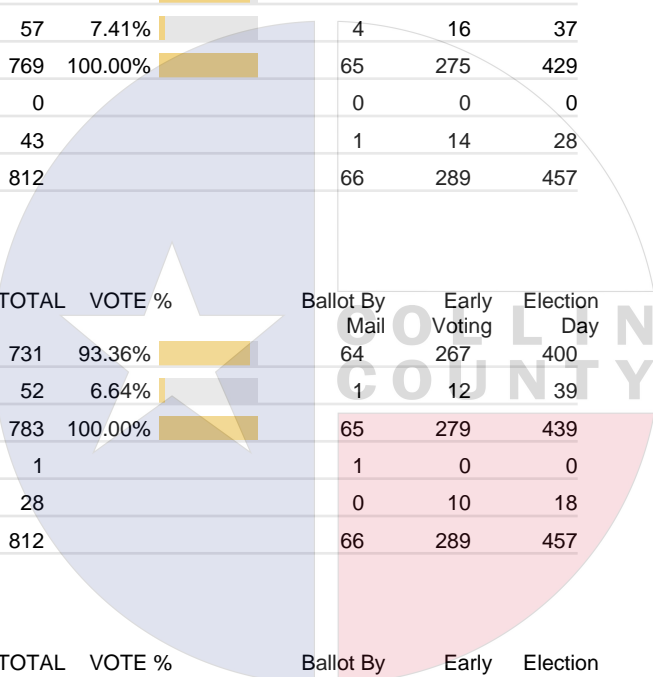 57 7.41% 4 16 37
769 100.00% 65 275 429
0 0 0 0
43 1 14 28
812 66 289 457
TOTAL VOTE % Ballot By Early Election
Mail Voting Day
731 93.36% 64 267 400
52 6.64% 1 12 39
783 100.00% 65 279 439
1 1 0 0
28 0 10 18
812 66 289 457
TOTAL VOTE % Ballot By Early Election
COLLIN
COUNTY